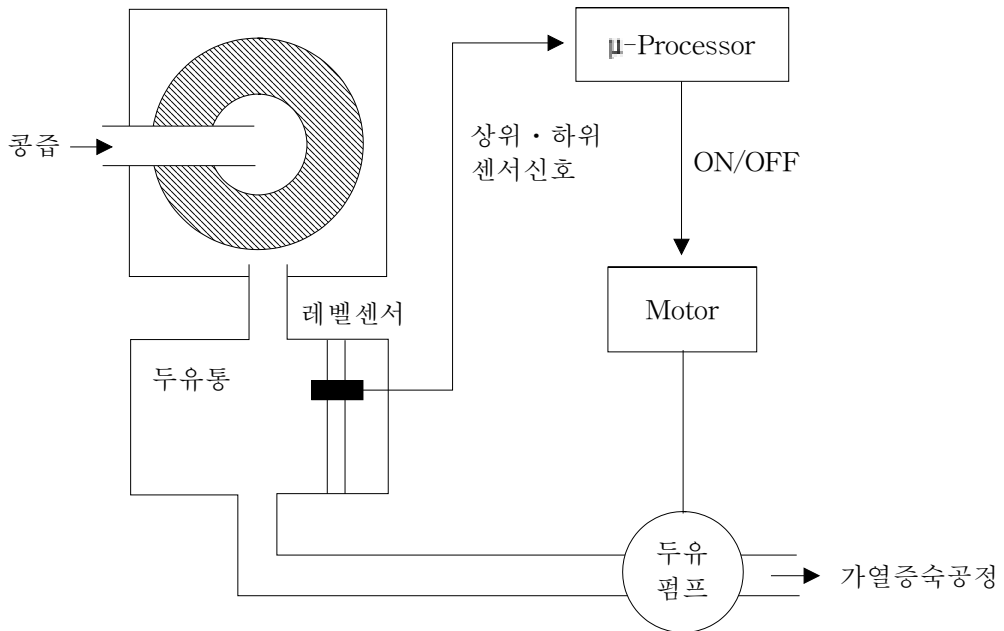 μ-Processor
콩즙
상위·하위
센서신호
ON/OFF
레벨센서
Motor
두유통
두유
펌프
가열증숙공정